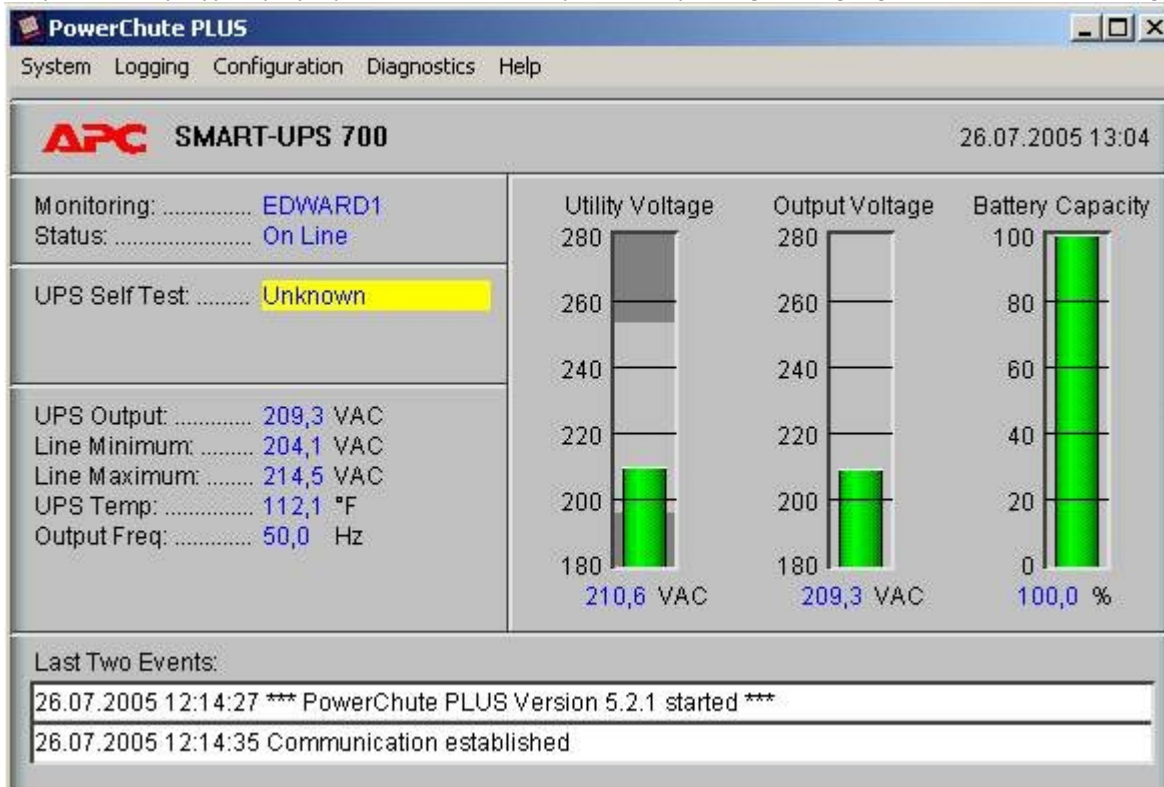 PowerChute PLUS
System Logging Configuration Diagnostics Help
APC SMART-UPS 700 26.07.2005 13:04
Monitoring: .............. EDWARD1
Status: ...................... On Line
UPS Self Test: ......... Unknown
UPS Output: ............ 209,3 VAC
Line Minimum: ......... 204,1 VAC
Line Maximum: ........ 214,5 VAC
UPS Temp: .............. 112,1 °F
Output Freq: ............. 50,0 Hz
Utility Voltage Output Voltage Battery Capacity
280 280 100
260 260 80
240 240 60
220 220 40
200 200 20
180 180 0
210,6 VAC 209,3 VAC 100,0 %
Last Two Events:
26.07.2005 12:14:27 *** PowerChute PLUS Version 5.2.1 started ***
26.07.2005 12:14:35 Communication established